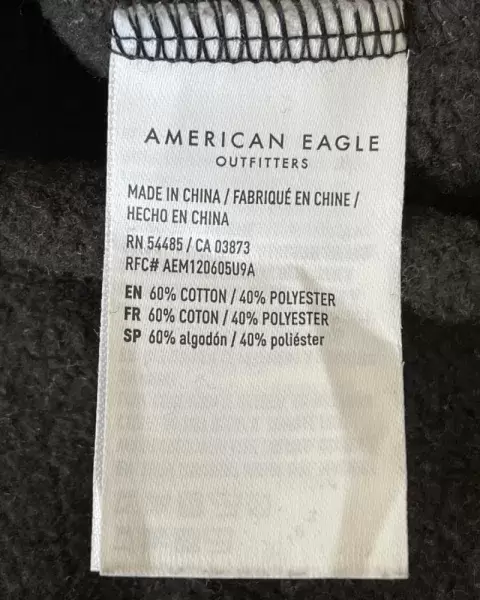 AMERICAN EAGLE
OUTFITTERS
MADE IN CHINA / FABRIQUÉ EN CHINE /
HECHO EN CHINA
RN 54485 / CA 03873
RFC# AEM120605U9A
EN 60% COTTON / 40% POLYESTER
FR 60% COTON / 40% POLYESTER
SP 60% algodón / 40% poliéster